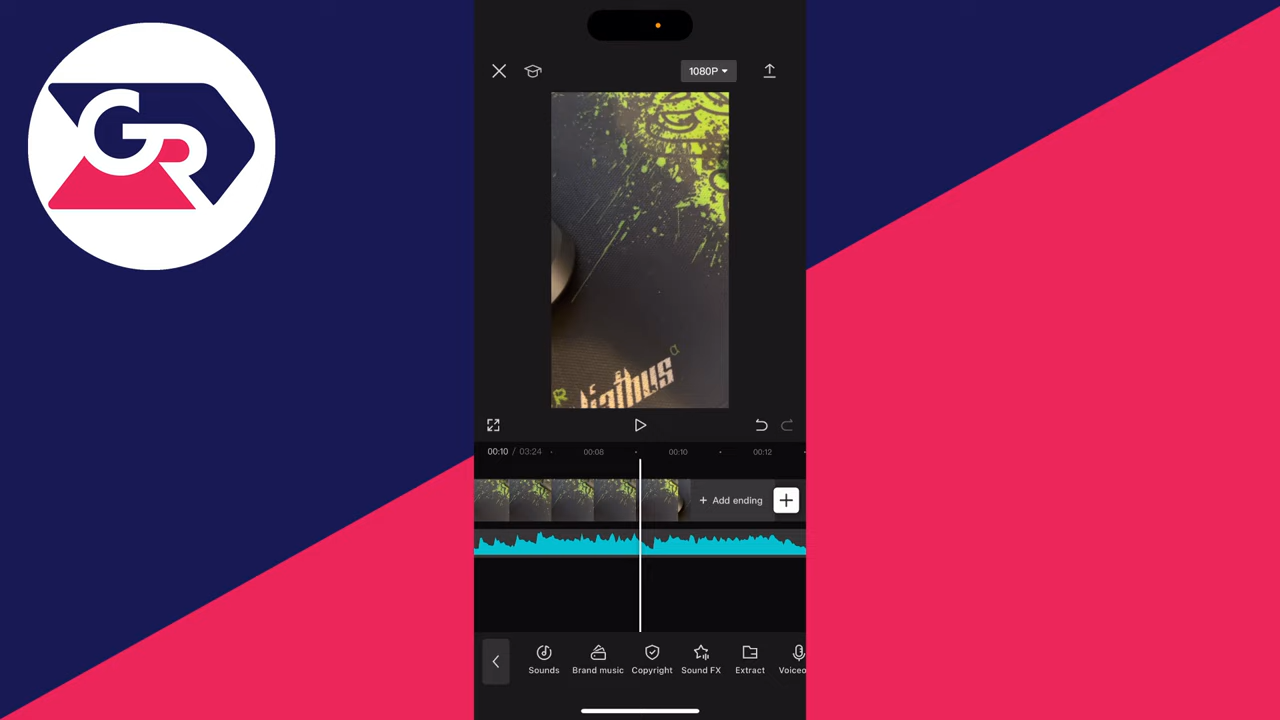 GR
1080P
R
00:10 / 03:24
00:08
00:10
00:12
+ Add ending
Sounds
Brand music
Copyright
Sound FX
Extract
Voiceo